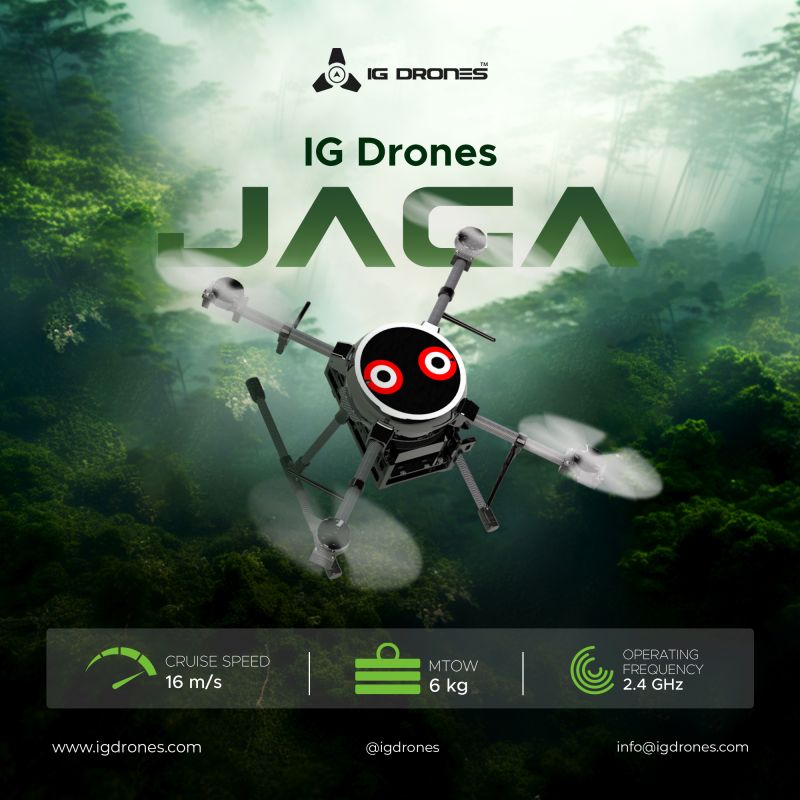 IG DRONES™
IG Drones
JAGA
CRUISE SPEED
16 m/s
MTOW
6 kg
OPERATING
FREQUENCY
2.4 GHz
www.igdrones.com
@igdrones
info@igdrones.com